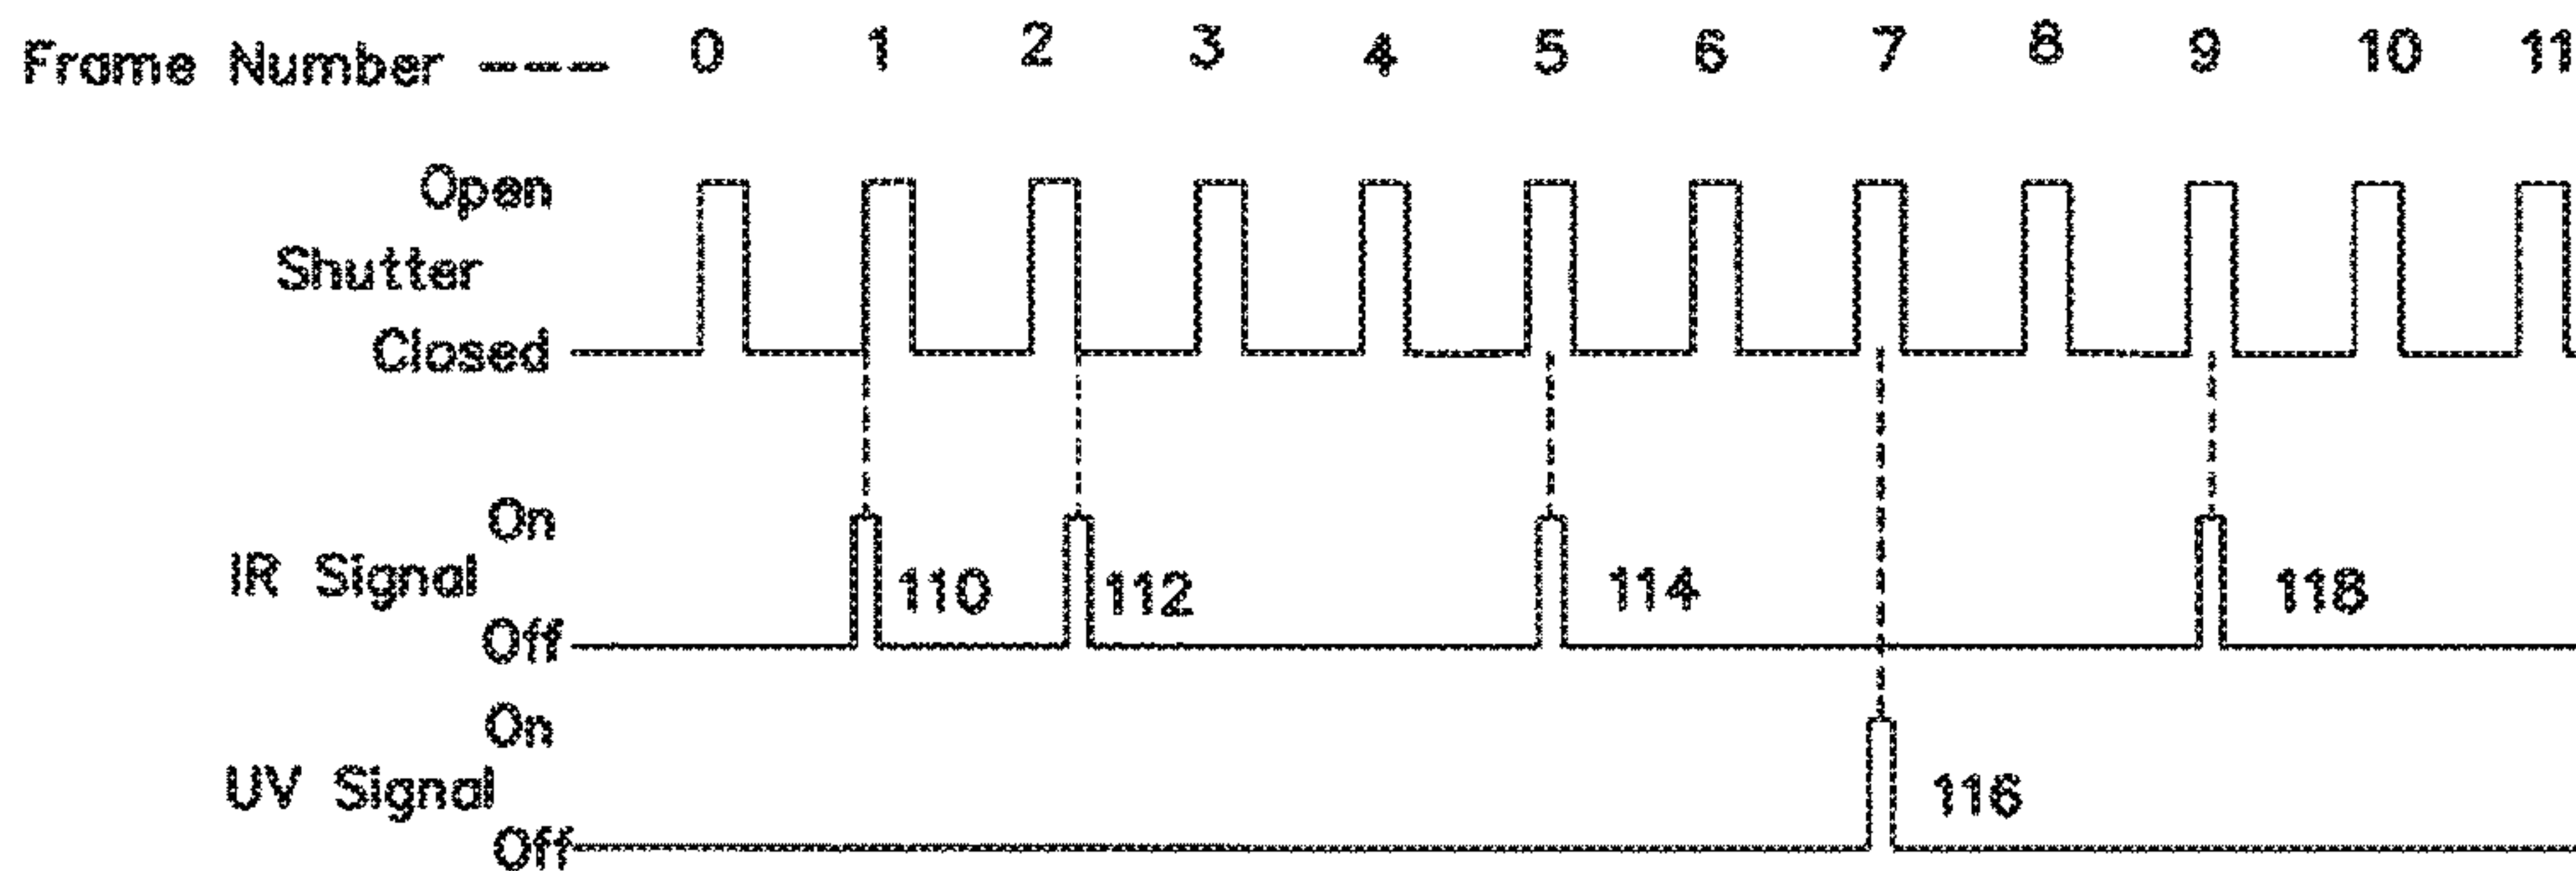 Frame Number ---- 0 1 2 3 4 5 6 7 8 9 10 11
Open
Shutter
Closed
On
IR Signal 110 112 114 118
Off
On
UV Signal 116
Off